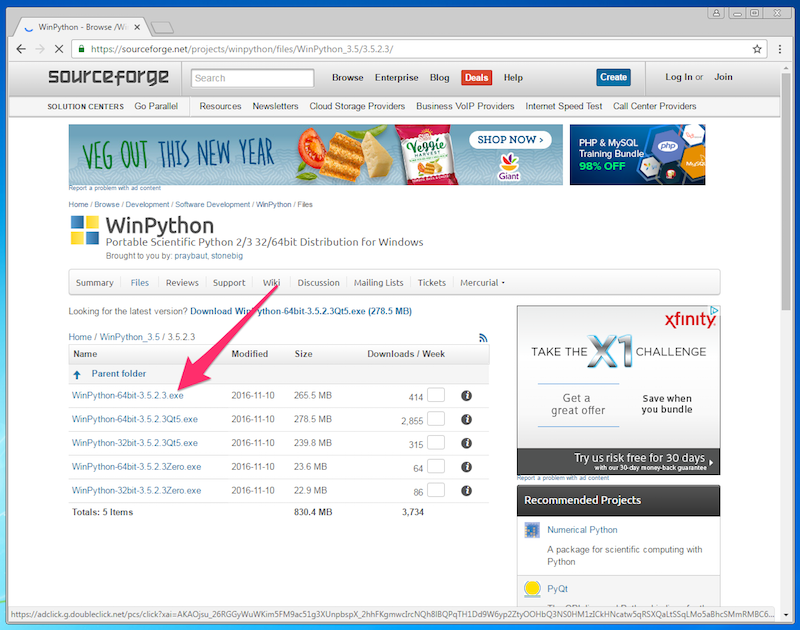 WinPython - Browse /Wi
https://sourceforge.net/projects/winpython/files/WinPython_3.5/3.5.2.3/
sourceforge
Search
Browse Enterprise Blog Deals Help
Create
Log In or Join
SOLUTION CENTERS Go Parallel Resources Newsletters Cloud Storage Providers Business VoIP Providers Internet Speed Test Call Center Providers
VEG OUT THIS NEW YEAR
Veggie
HARVEST
SHOP NOW >
Giant
PHP & MySQL
Training Bundle
98% OFF
php
Report a problem with ad content
Home / Browse / Development / Software Development / WinPython / Files
WinPython
Portable Scientific Python 2/3 32/64bit Distribution for Windows
Brought to you by: praybaut, stonebig
Summary Files Reviews Support Wiki Discussion Mailing Lists Tickets Mercurial
Looking for the latest version? Download WinPython-64bit-3.5.2.3Qt5.exe (278.5 MB)
Home / WinPython_3.5 / 3.5.2.3
Name Modified Size Downloads / Week
Parent folder
WinPython-64bit-3.5.2.3.exe 2016-11-10 265.5 MB 414
WinPython-64bit-3.5.2.3Qt5.exe 2016-11-10 278.5 MB 2,855
WinPython-32bit-3.5.2.3Qt5.exe 2016-11-10 239.8 MB 315
WinPython-64bit-3.5.2.3Zero.exe 2016-11-10 23.6 MB 64
WinPython-32bit-3.5.2.3Zero.exe 2016-11-10 22.9 MB 86
Totals: 5 Items 830.4 MB 3,734
xfinity
TAKE THE X1 CHALLENGE
Get a
great offer
Save when
you bundle
Try us risk free for 30 days
with our 30-day money-back guarantee
Report a problem with ad content
Recommended Projects
Numerical Python
A package for scientific computing with
Python
PyQt